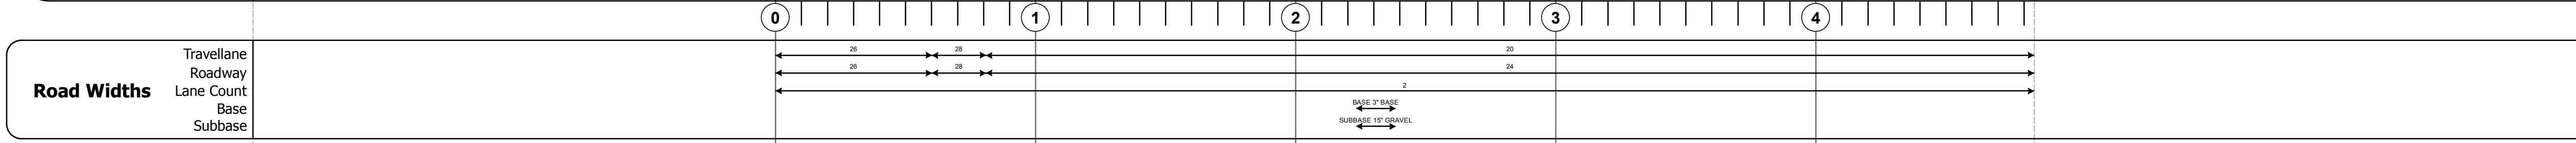 0 1 2 3 4
Travellane 26 28 20
Roadway 26 28 24
Road Widths Lane Count 2
Base BASE 3" BASE
Subbase SUBBASE 15" GRAVEL